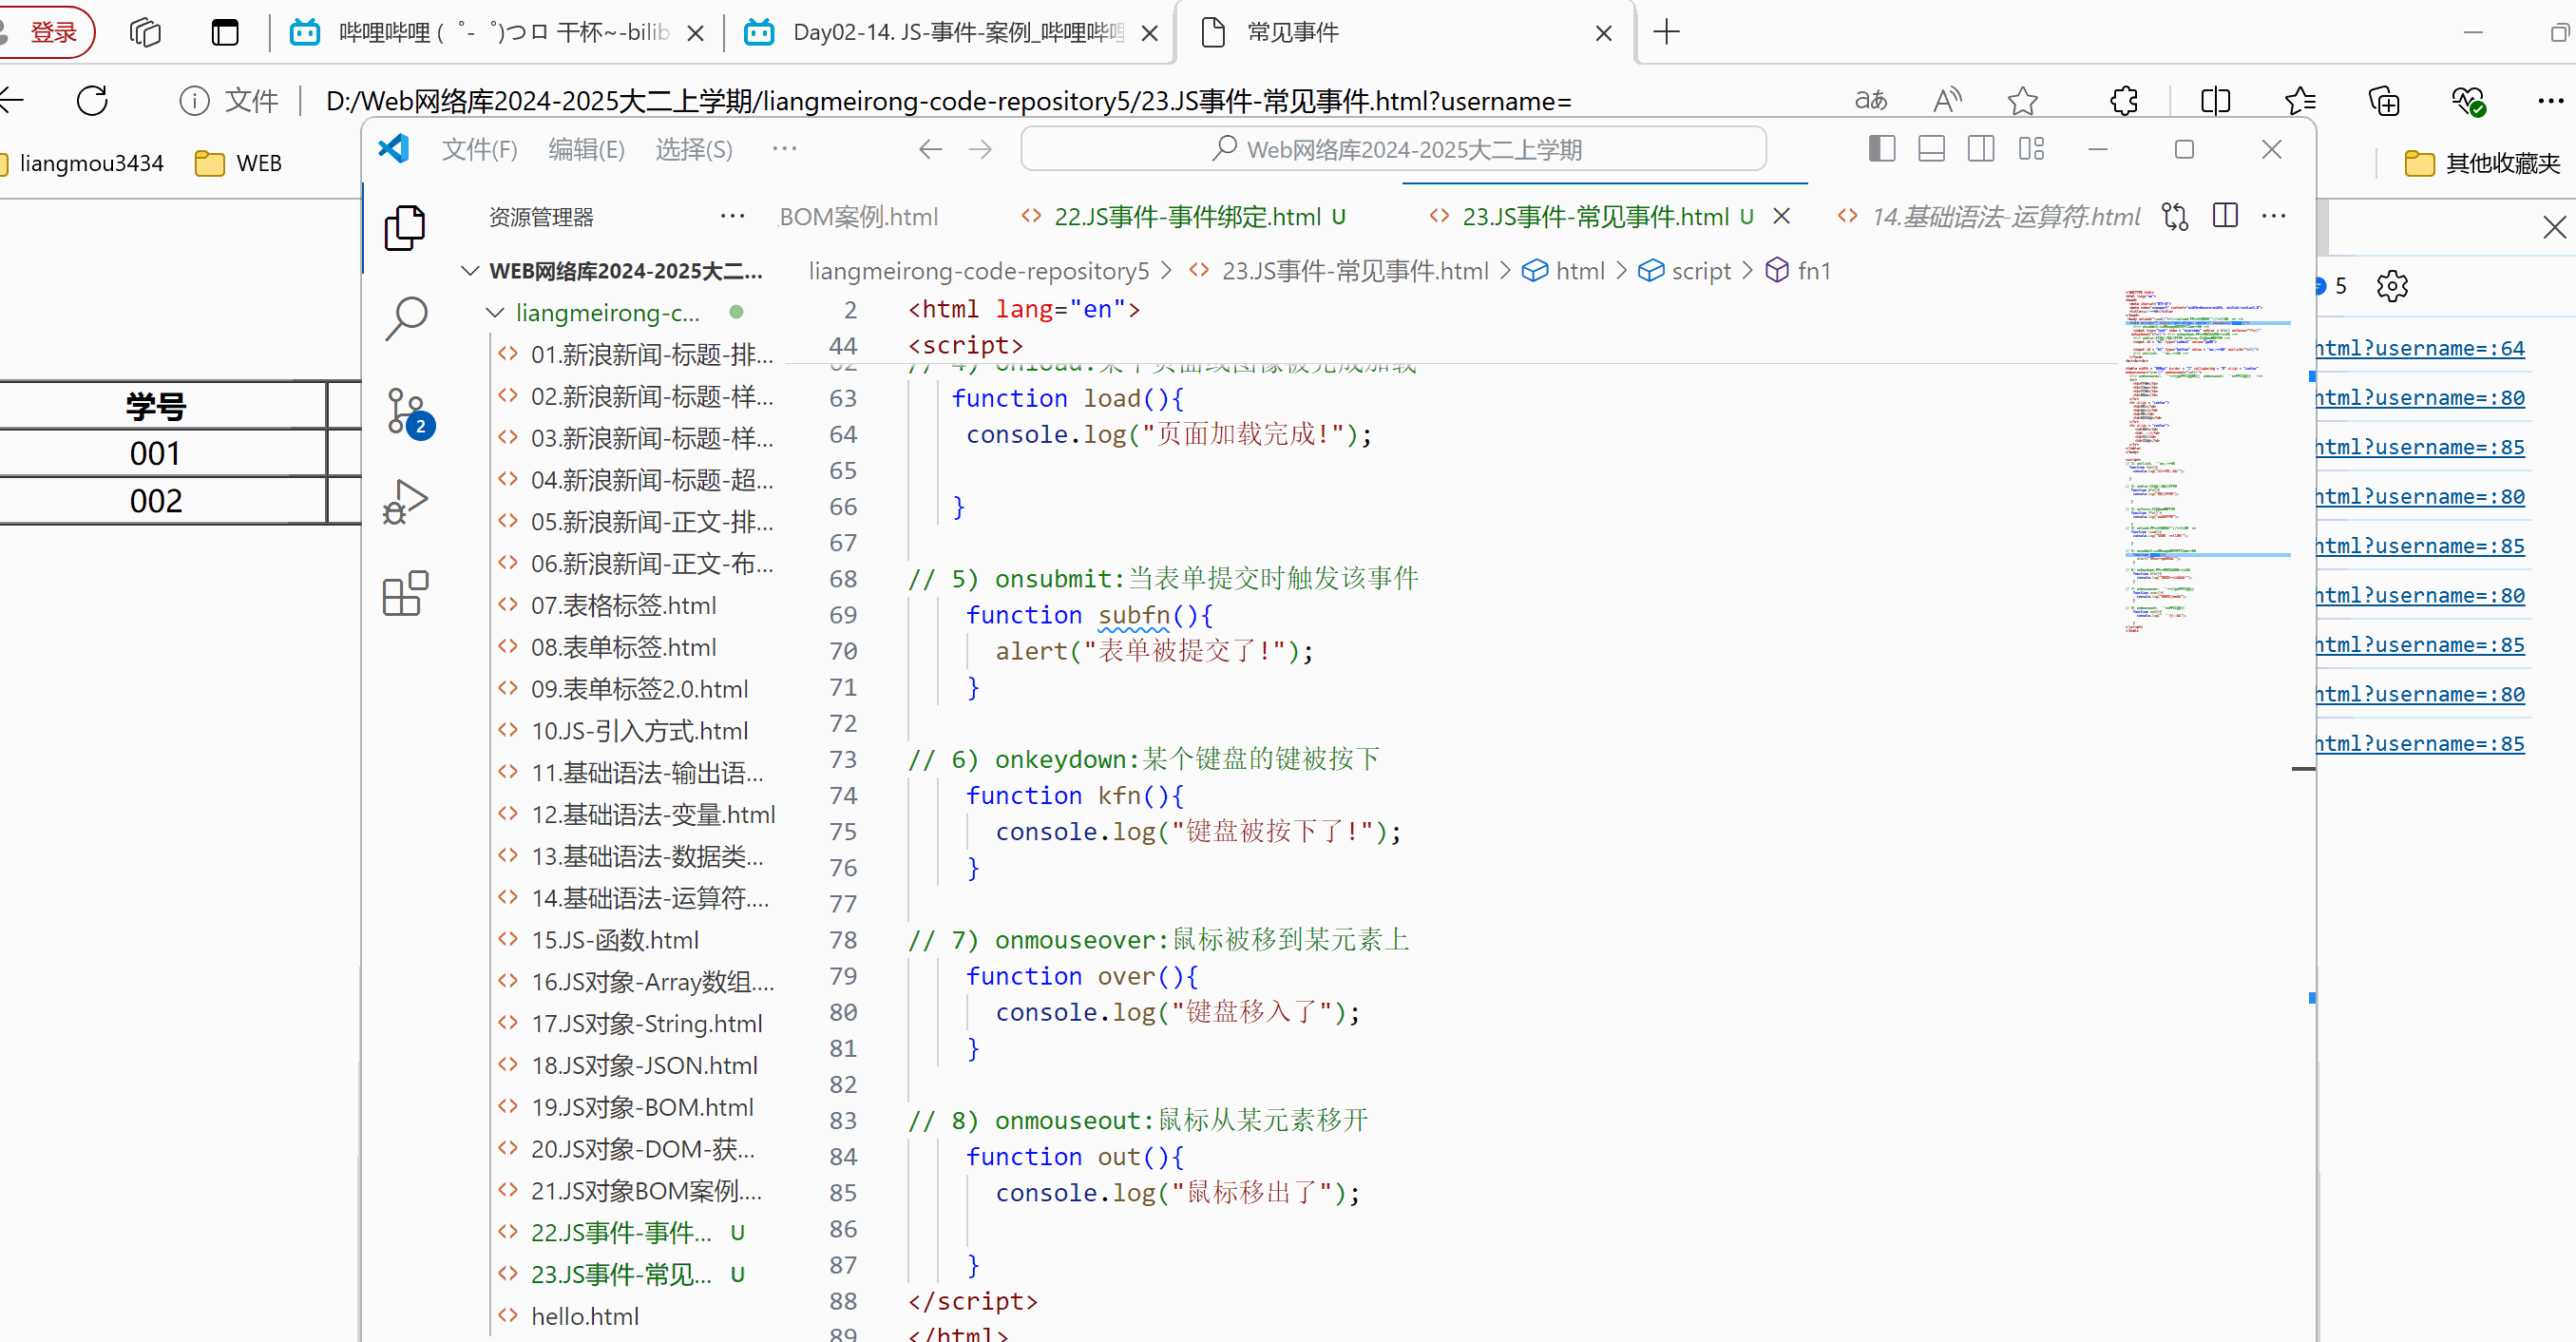 登录
哔哩哔哩 (゜-゜)つロ 干杯~-bilib
Day02-14. JS-事件-案例_哔哩哔哩
常见事件
文件
D:/Web网络库2024-2025大二上学期/liangmeirong-code-repository5/23.JS事件-常见事件.html?username=
liangmou3434
WEB
其他收藏夹
文件(F)
编辑(E)
选择(S)
Web网络库2024-2025大二上学期
资源管理器
BOM案例.html
22.JS事件-事件绑定.html U
23.JS事件-常见事件.html U
14.基础语法-运算符.html
WEB网络库2024-2025大二...
liangmeirong-code-repository5 > 23.JS事件-常见事件.html > html > script > fn1
5
liangmeirong-c...
01.新浪新闻-标题-排...
02.新浪新闻-标题-样...
03.新浪新闻-标题-样...
04.新浪新闻-标题-超...
05.新浪新闻-正文-排...
06.新浪新闻-正文-布...
07.表格标签.html
08.表单标签.html
09.表单标签2.0.html
10.JS-引入方式.html
11.基础语法-输出语...
12.基础语法-变量.html
13.基础语法-数据类...
14.基础语法-运算符....
15.JS-函数.html
16.JS对象-Array数组....
17.JS对象-String.html
18.JS对象-JSON.html
19.JS对象-BOM.html
20.JS对象-DOM-获...
21.JS对象BOM案例....
22.JS事件-事件... U
23.JS事件-常见... U
hello.html
2
学号
001
002
2 <html lang="en">
44 <script>
62 // 4) onload:某个页面或图像被完成加载
63 function load(){
64 console.log("页面加载完成!");
65
66 }
67
68 // 5) onsubmit:当表单提交时触发该事件
69 function subfn(){
70 alert("表单被提交了!");
71 }
72
73 // 6) onkeydown:某个键盘的键被按下
74 function kfn(){
75 console.log("键盘被按下了!");
76 }
77
78 // 7) onmouseover:鼠标被移到某元素上
79 function over(){
80 console.log("键盘移入了");
81 }
82
83 // 8) onmouseout:鼠标从某元素移开
84 function out(){
85 console.log("鼠标移出了");
86
87 }
88 </script>
89 </html>
html?username=:64
html?username=:80
html?username=:85
html?username=:80
html?username=:85
html?username=:80
html?username=:85
html?username=:80
html?username=:85